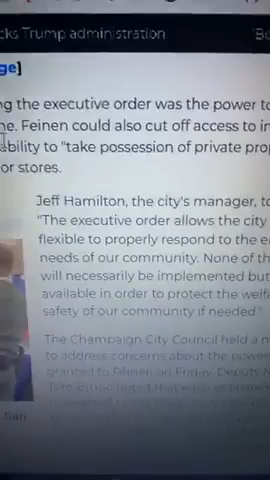 cks Trump administration 'Bo
ge]
ng the executive order was the power to
ne. Feinen could also cut off access to in
ability to "take possession of private prop
or stores.
Jeff Hamilton, the city's manager, to
"The executive order allows the city
flexible to properly respond to the e
needs of our community. None of th
will necessarily be implemented but
available in order to protect the welfa
safety of our community if needed."
The Champaign City Council held a m
to address concerns about the power
granted to Feinen on Friday. Deputy
ban